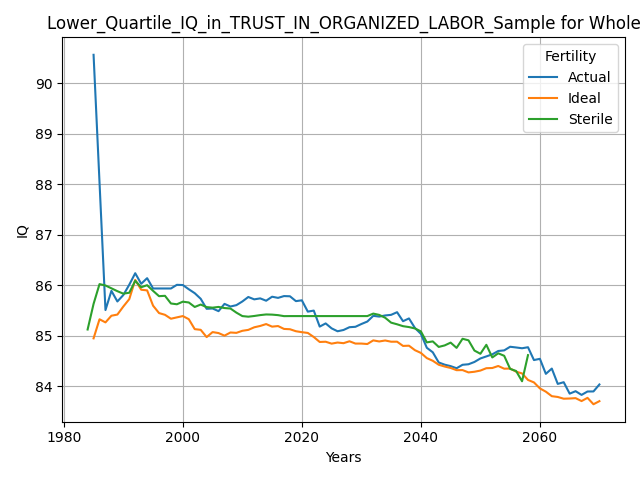 Lower_Quartile_IQ_in_TRUST_IN_ORGANIZED_LABOR_Sample for Whole
Fertility
Actual
Ideal
Sterile
90
89
88
87
86
85
84
IQ
1980
2000
2020
2040
2060
Years